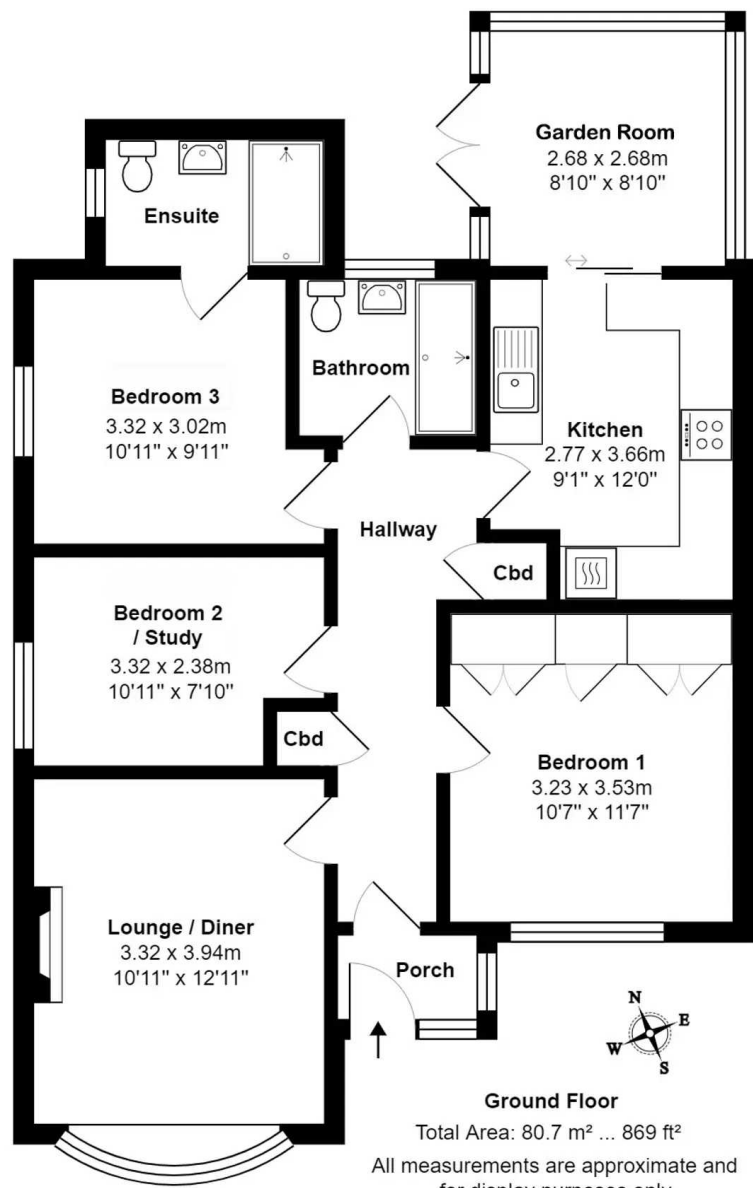 Garden Room
2.68 x 2.68m
8'10" x 8'10"
Ensuite
Bedroom 3
3.32 x 3.02m
10'11" x 9'11"
Bathroom
Kitchen
2.77 x 3.66m
9'1" x 12'0"
Hallway
Cbd
Bedroom 2
/ Study
3.32 x 2.38m
10'11" x 7'10"
Cbd
Bedroom 1
3.23 x 3.53m
10'7" x 11'7"
Lounge / Diner
3.32 x 3.94m
10'11" x 12'11"
Porch
N
E
W
S
Ground Floor
Total Area: 80.7 m² ... 869 ft²
All measurements are approximate and
for display purposes only